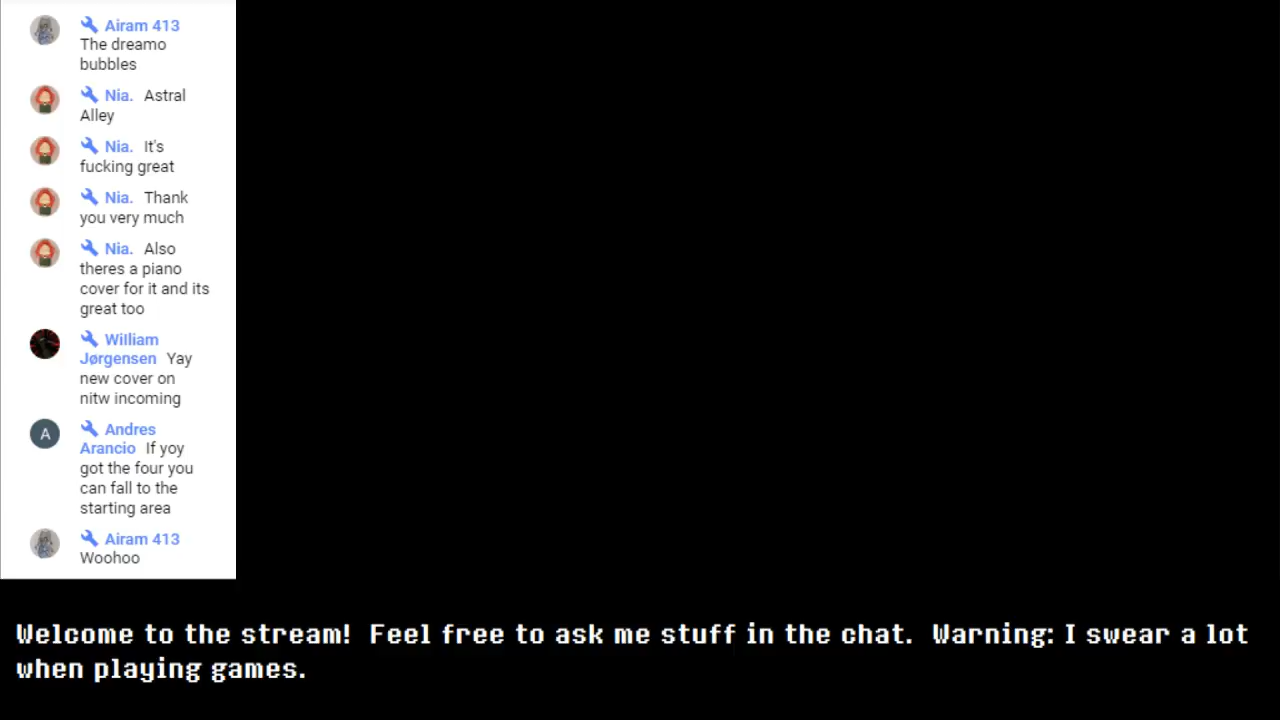 Airam 413
The dreamo
bubbles
Nia. Astral
Alley
Nia. It's
fucking great
Nia. Thank
you very much
Nia. Also
theres a piano
cover for it and its
great too
William
Jørgensen Yay
new cover on
nitw incoming
A
Andres
Arancio If yoy
got the four you
can fall to the
starting area
Airam 413
Woohoo
Welcome to the stream! Feel free to ask me stuff in the chat. Warning: I swear a lot
when playing games.